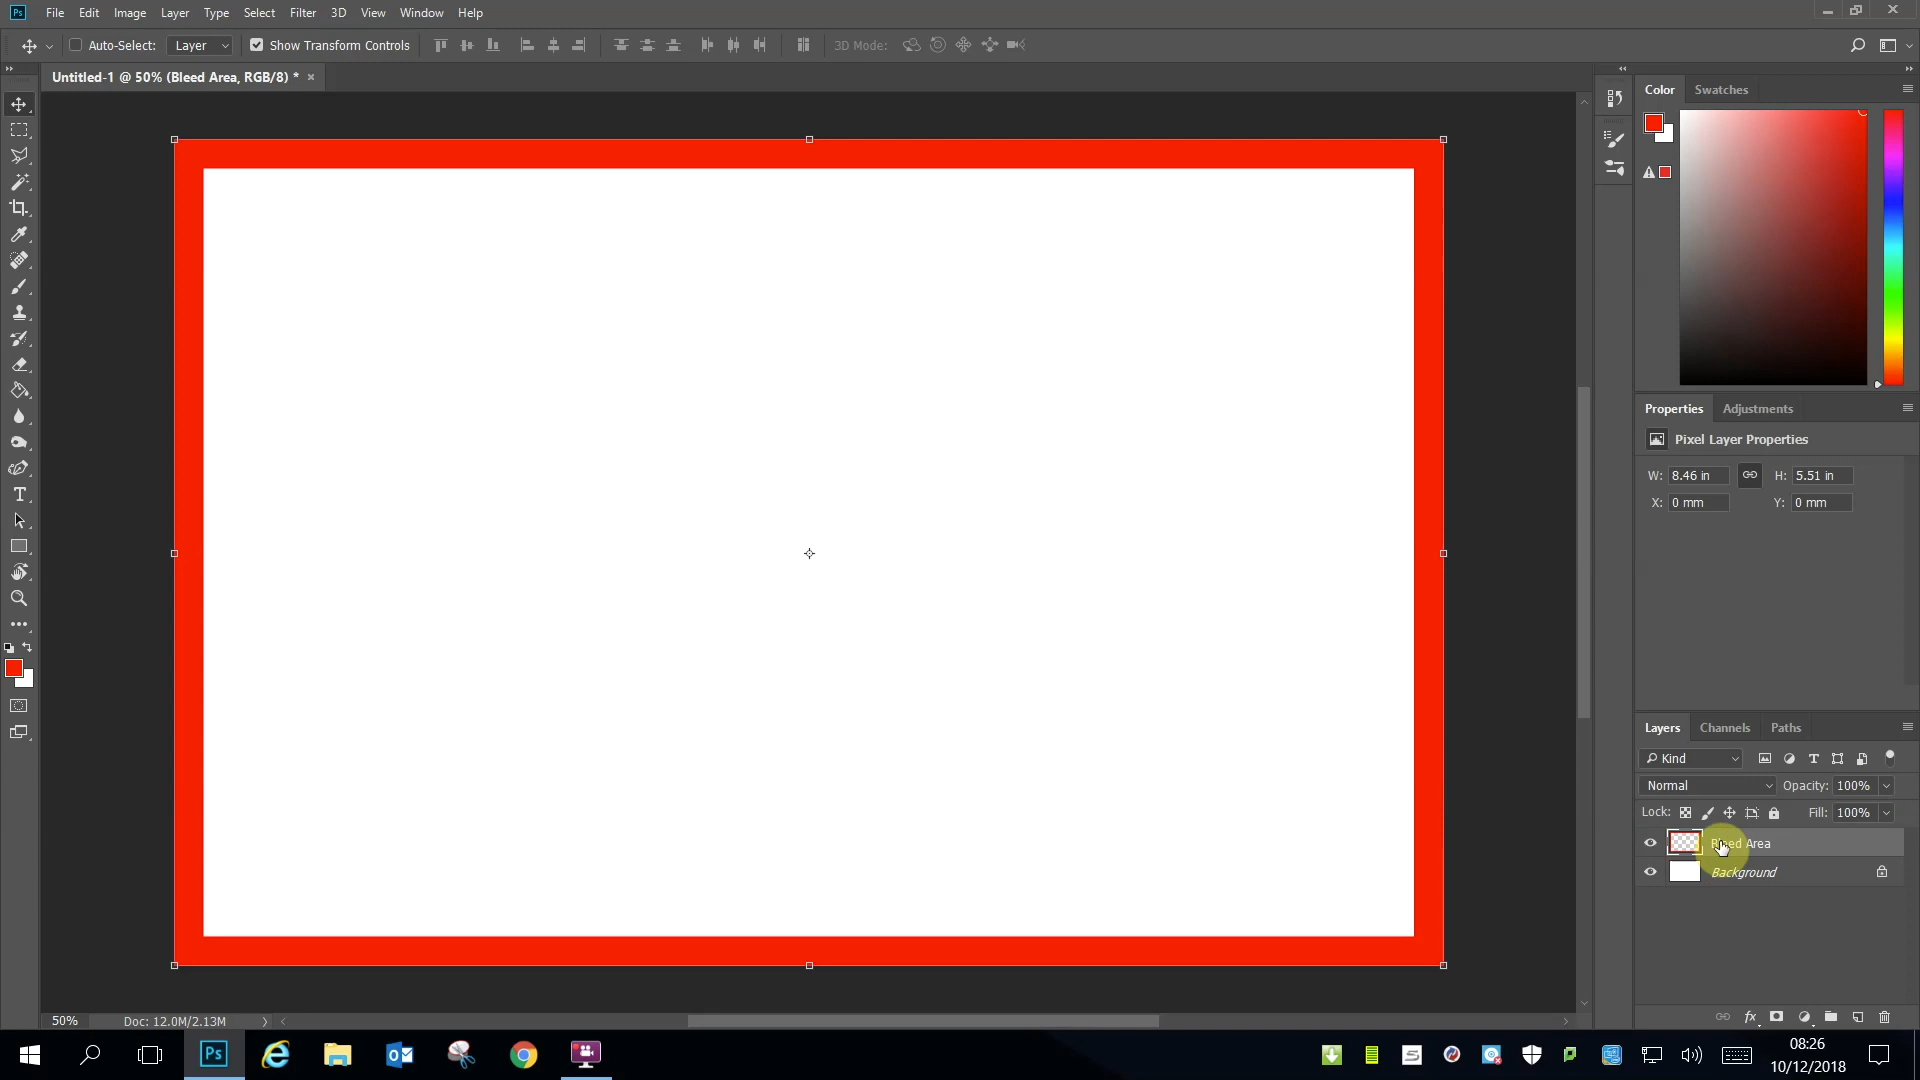 Ps File Edit Image Layer Type Select Filter 3D View Window Help
Auto-Select: Layer Show Transform Controls 3D Mode:
Untitled-1 @ 50% (Bleed Area, RGB/8) * ×
Color Swatches
Properties Adjustments
Pixel Layer Properties
W: 8.46 in H: 5.51 in
X: 0 mm Y: 0 mm
Layers Channels Paths
Kind
Normal Opacity: 100%
Lock: Fill: 100%
Bleed Area
Background
50% Doc: 12.0M/2.13M
Ps
08:26
10/12/2018